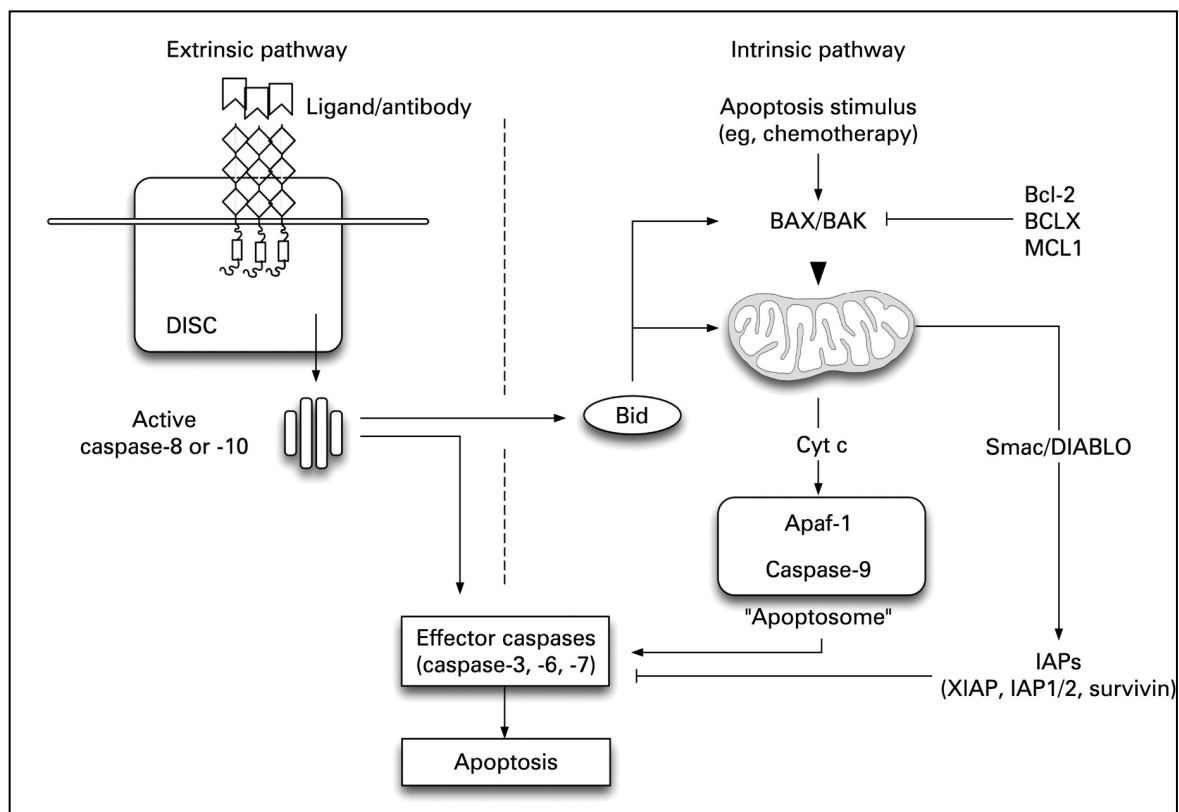 Extrinsic pathway
Ligand/antibody
DISC
Active
caspase-8 or -10
Intrinsic pathway
Apoptosis stimulus
(eg, chemotherapy)
BAX/BAK
Bcl-2
BCLX
MCL1
Bid
Cyt c
Smac/DIABLO
Apaf-1
Caspase-9
"Apoptosome"
IAPs
(XIAP, IAP1/2, survivin)
Effector caspases
(caspase-3, -6, -7)
Apoptosis